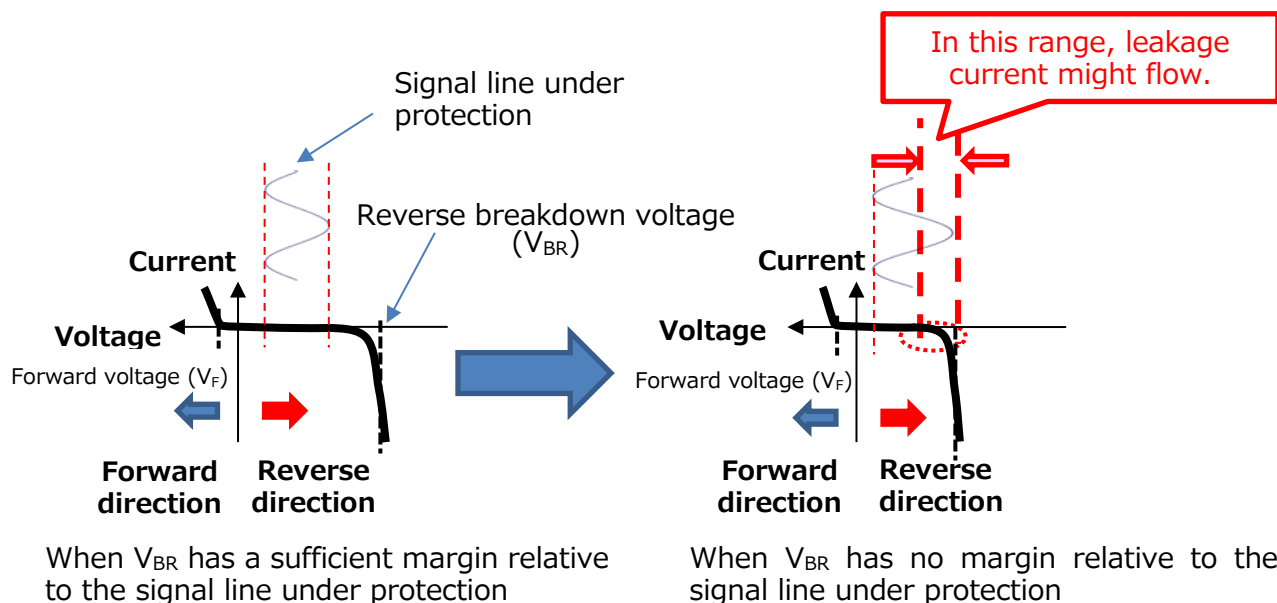 In this range, leakage
current might flow.
Signal line under
protection
Reverse breakdown voltage
(VBR)
Current
Voltage
Forward voltage (VF)
Forward
direction
Reverse
direction
When VBR has a sufficient margin relative
to the signal line under protection
Current
Voltage
Forward voltage (VF)
Forward
direction
Reverse
direction
When VBR has no margin relative to the
signal line under protection